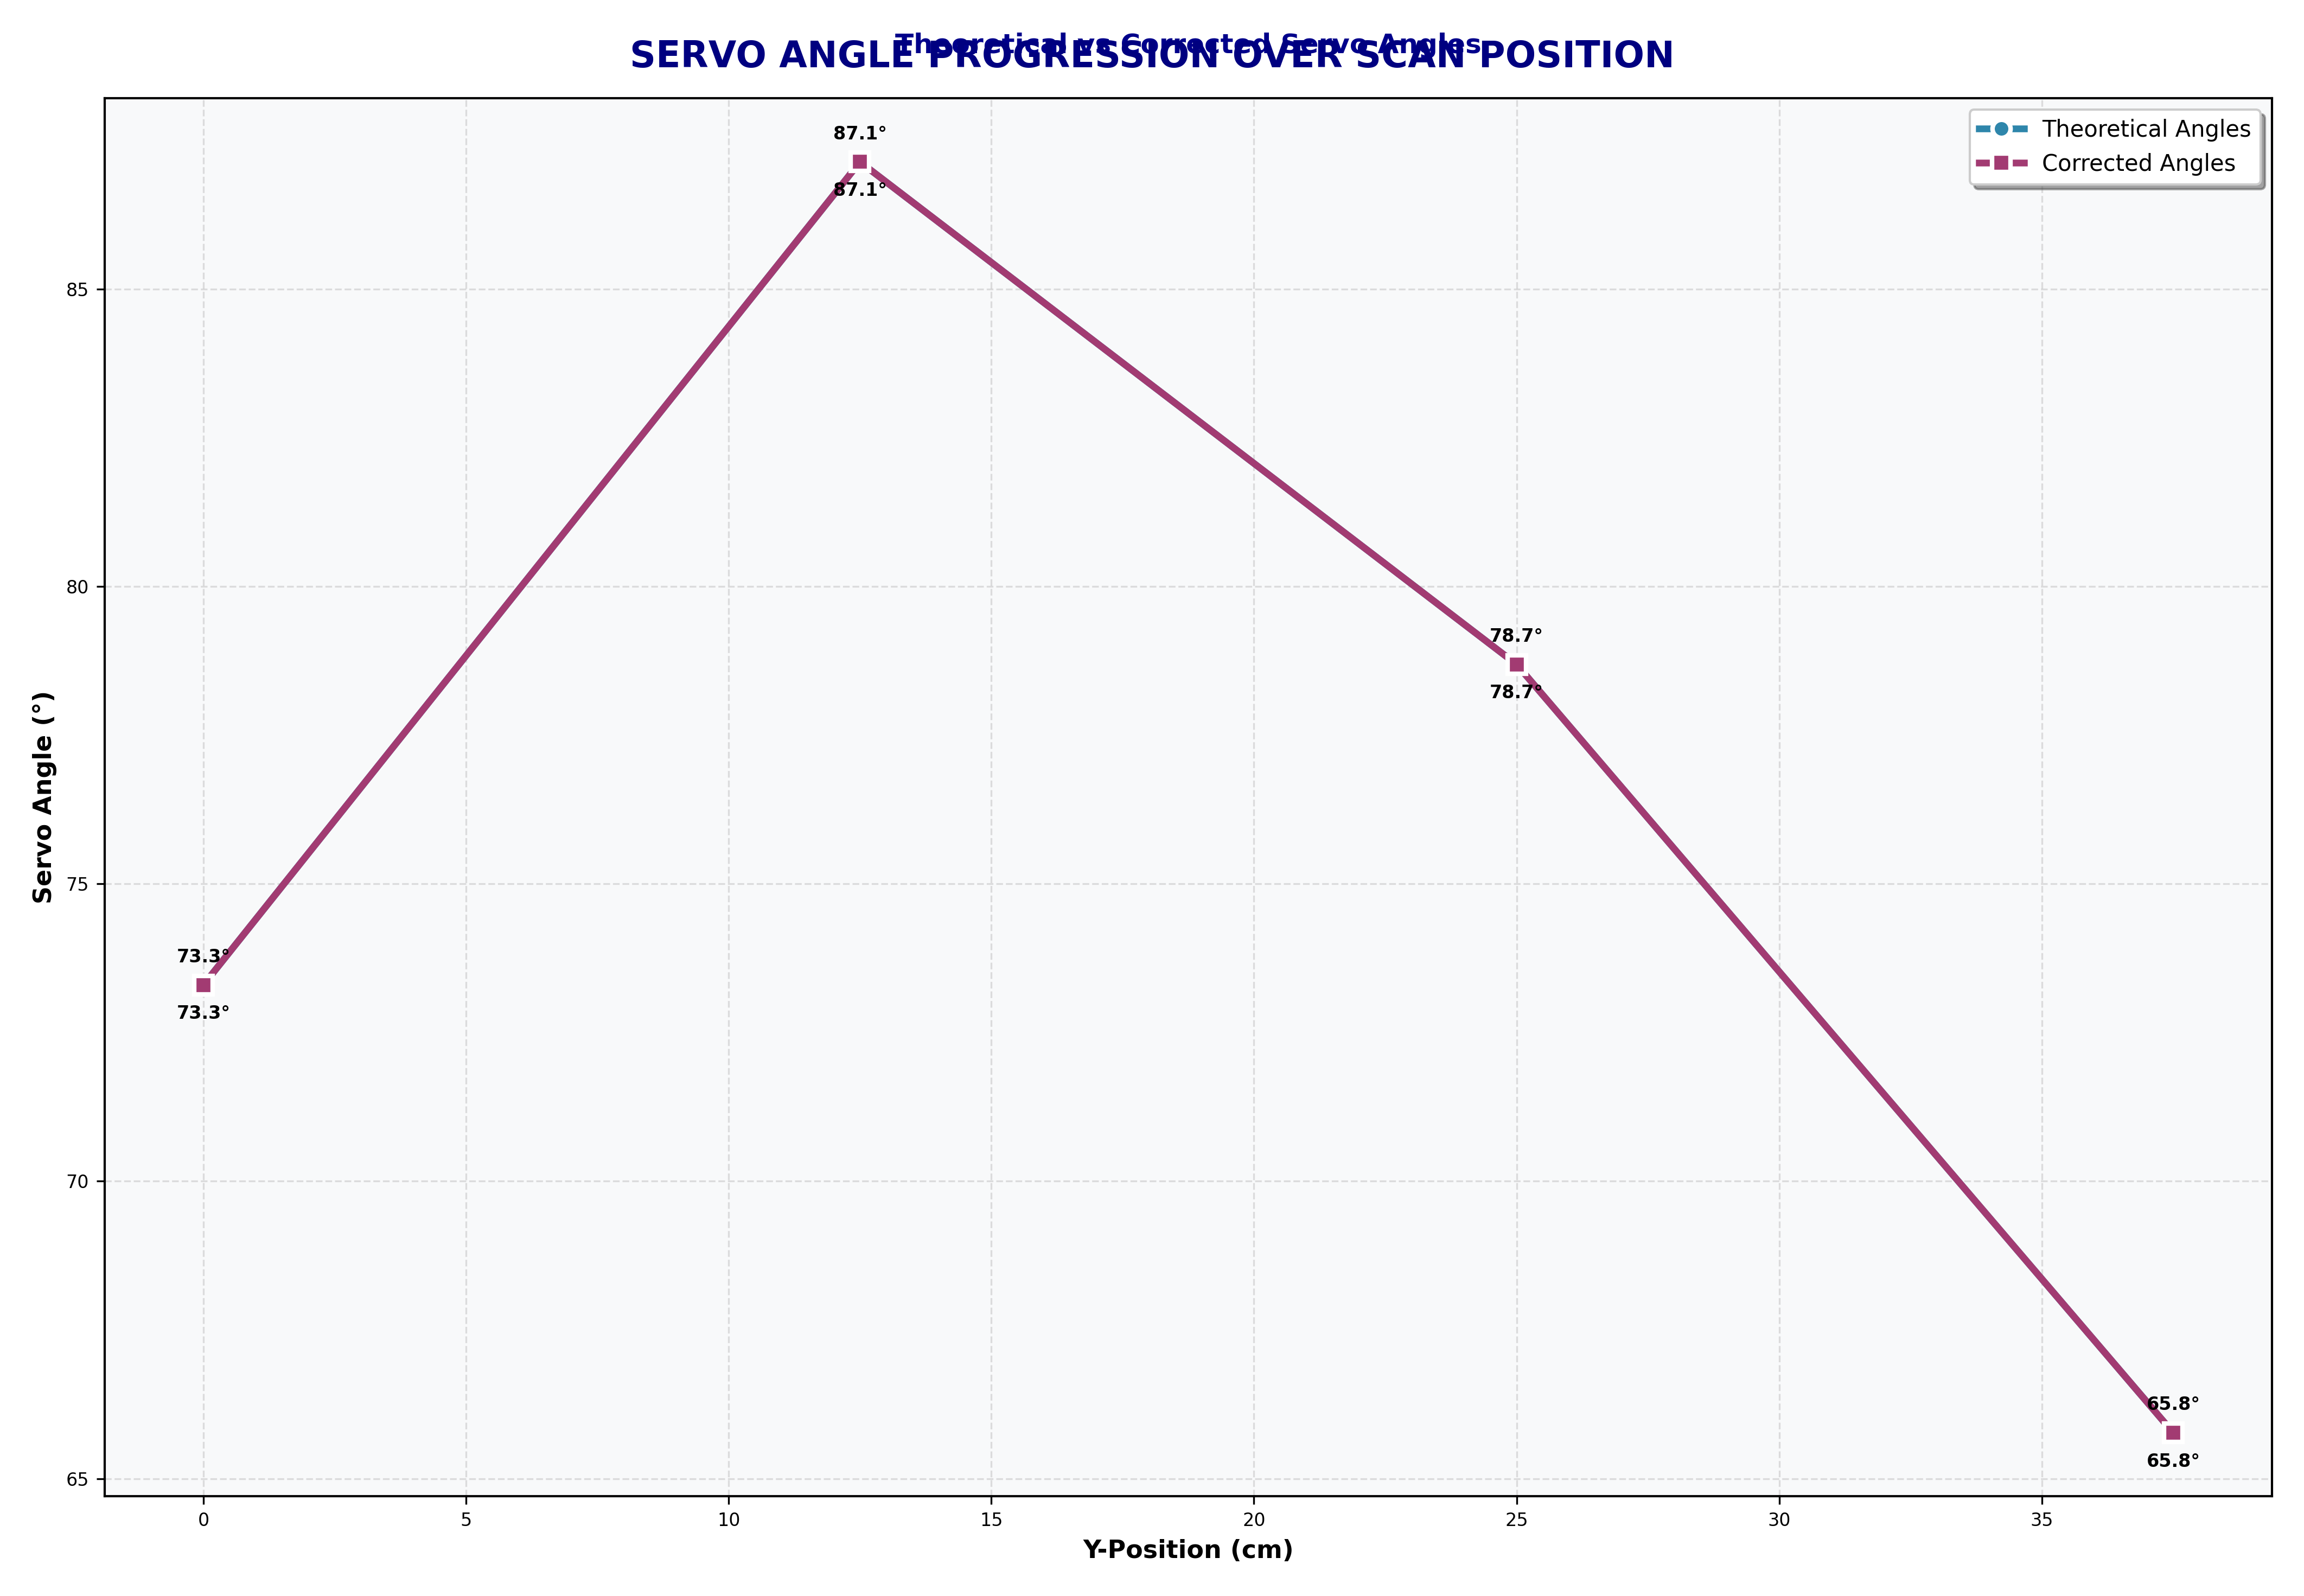 Theoretical vs Corrected Servo Angles
SERVO ANGLE PROGRESSION OVER SCAN POSITION
Theoretical Angles
Corrected Angles
87.1°
87.1°
85
80
78.7°
78.7°
75
73.3°
73.3°
70
65.8°
65.8°
65
Servo Angle (°)
0 5 10 15 20 25 30 35
Y-Position (cm)